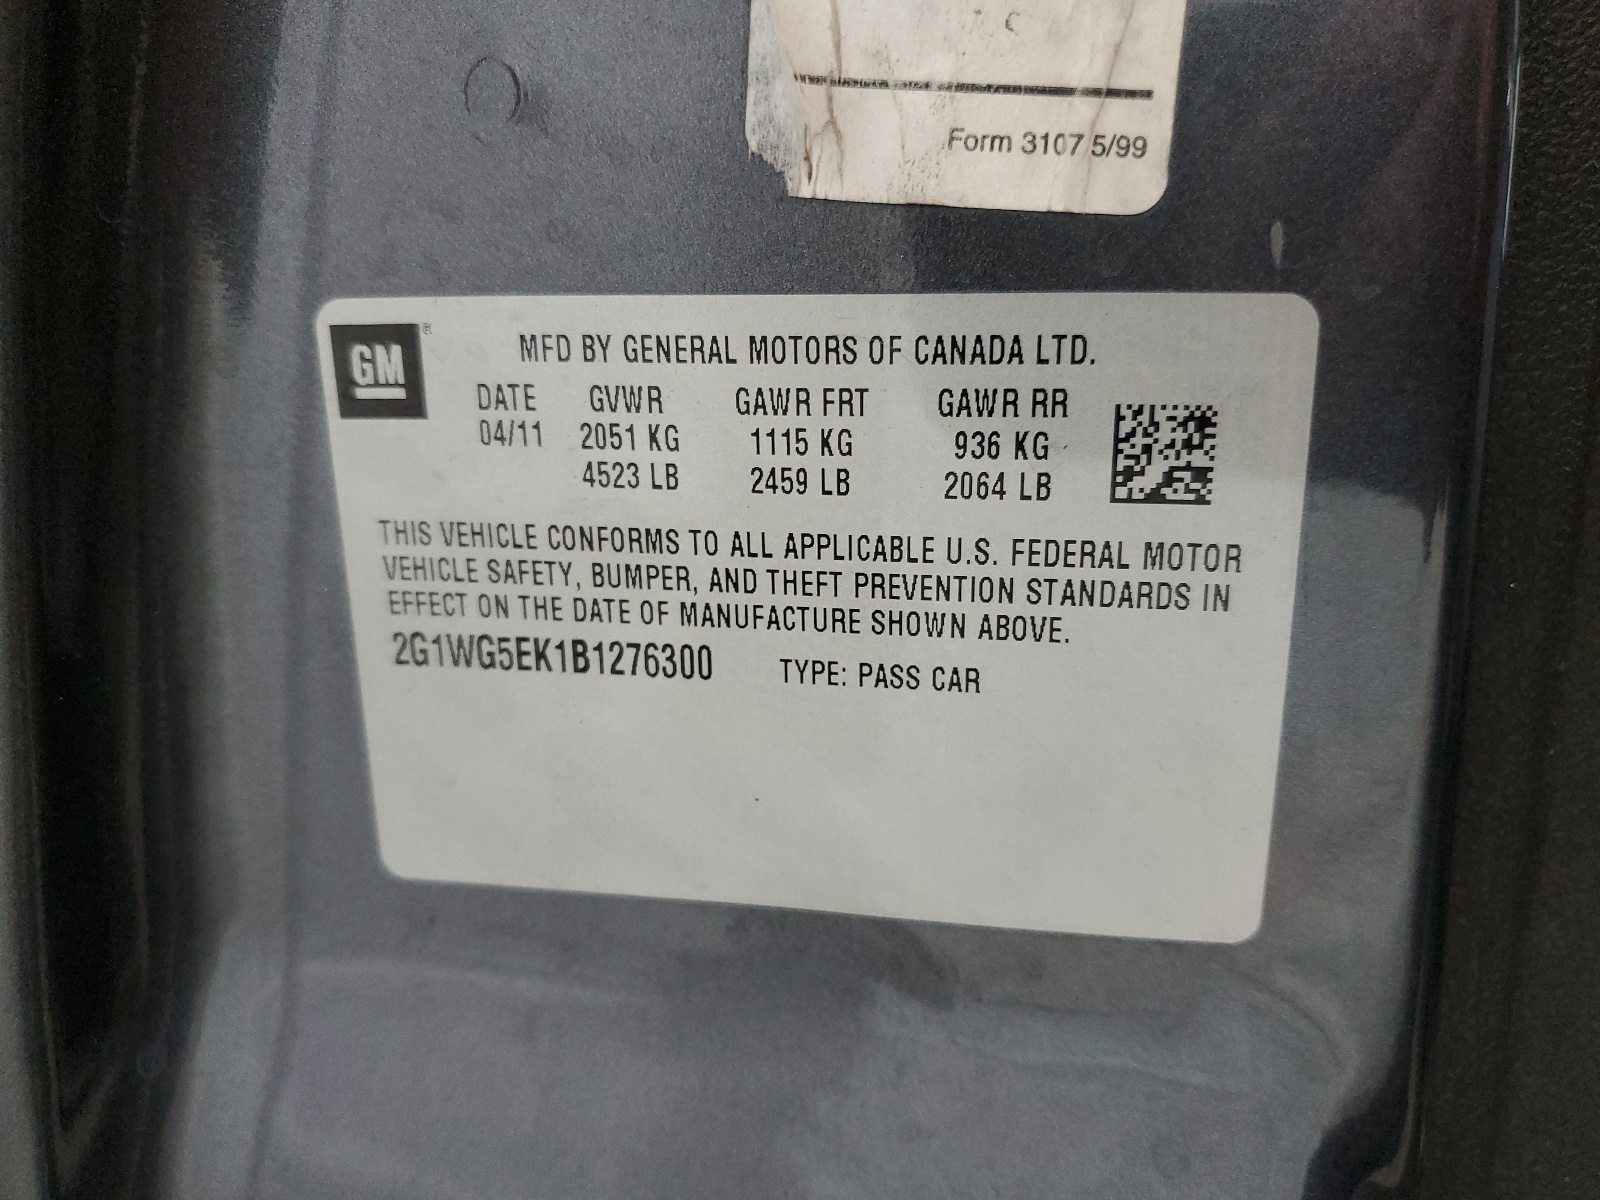 Form 3107 5/99
GM®
MFD BY GENERAL MOTORS OF CANADA LTD.
DATE GVWR GAWR FRT GAWR RR
04/11 2051 KG 1115 KG 936 KG
4523 LB 2459 LB 2064 LB
THIS VEHICLE CONFORMS TO ALL APPLICABLE U.S. FEDERAL MOTOR
VEHICLE SAFETY, BUMPER, AND THEFT PREVENTION STANDARDS IN
EFFECT ON THE DATE OF MANUFACTURE SHOWN ABOVE.
2G1WG5EK1B1276300 TYPE: PASS CAR